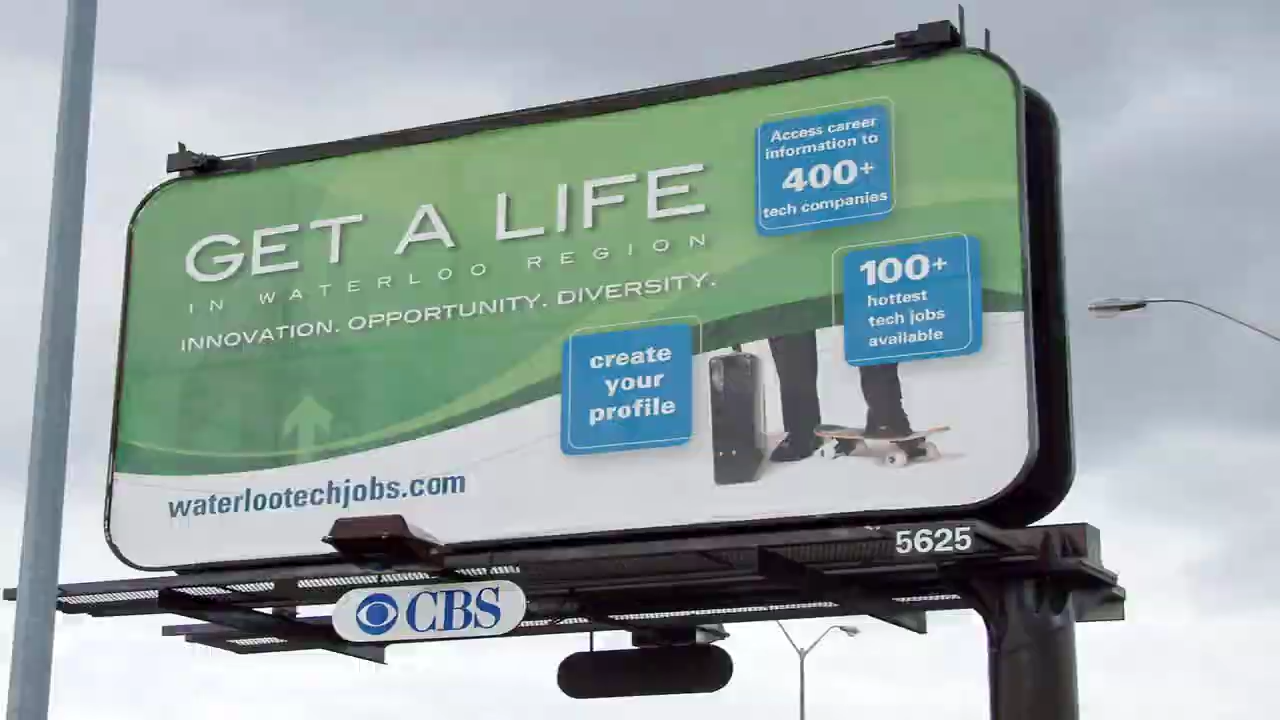 GET A LIFE
IN WATERLOO REGION
INNOVATION. OPPORTUNITY. DIVERSITY.
Access career
information to
400+
tech companies
100+
hottest
tech jobs
available
create
your
profile
waterlootechjobs.com
5625
CBS